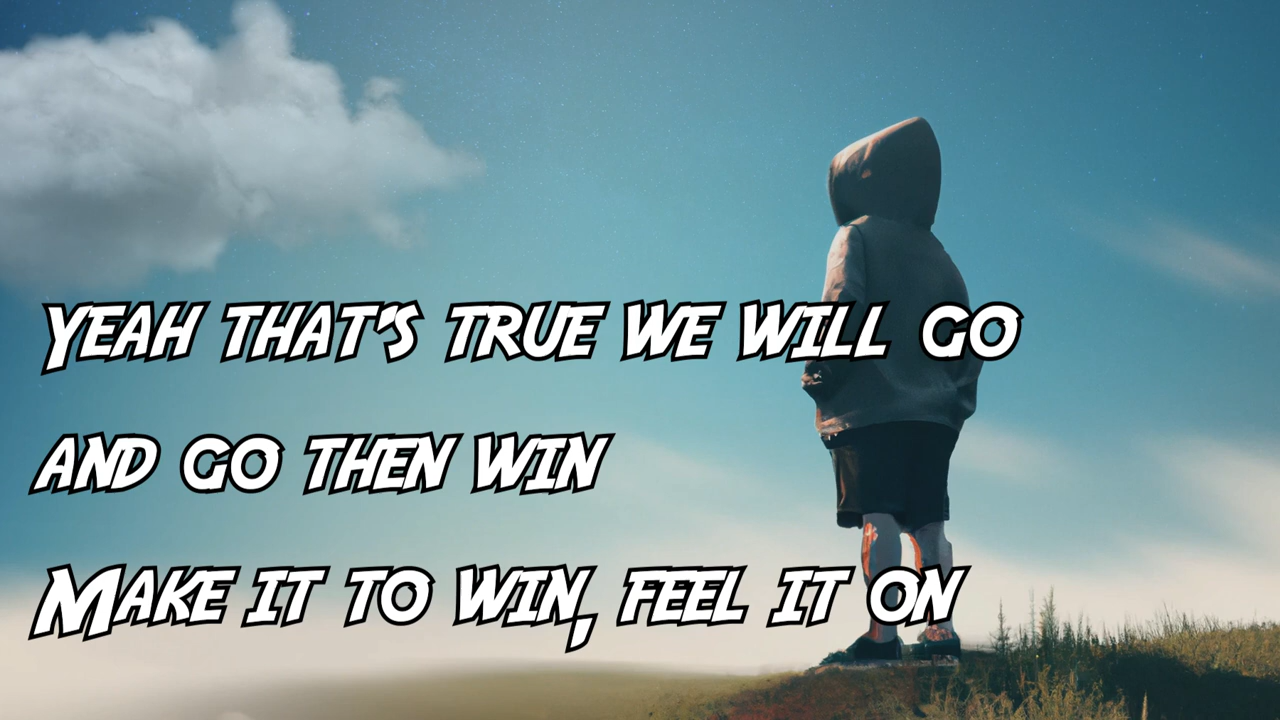 Yeah that's true we will go
and go then win
Make it to win, feel it on